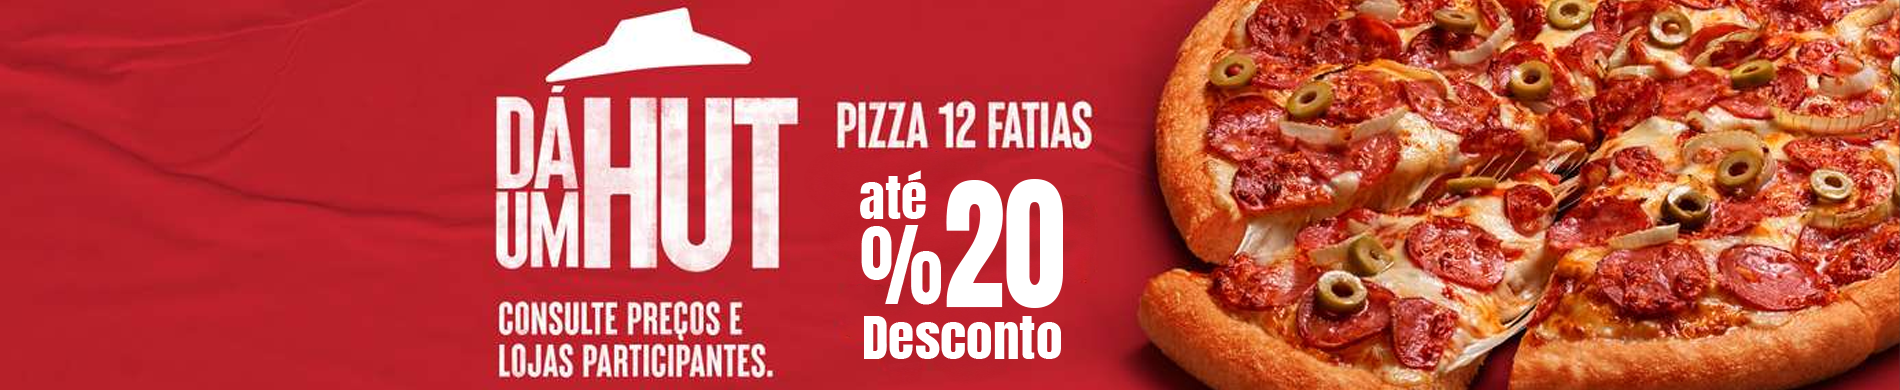 DÁ
UM HUT
CONSULTE PREÇOS E
LOJAS PARTICIPANTES.
PIZZA 12 FATIAS
até
%20
Desconto